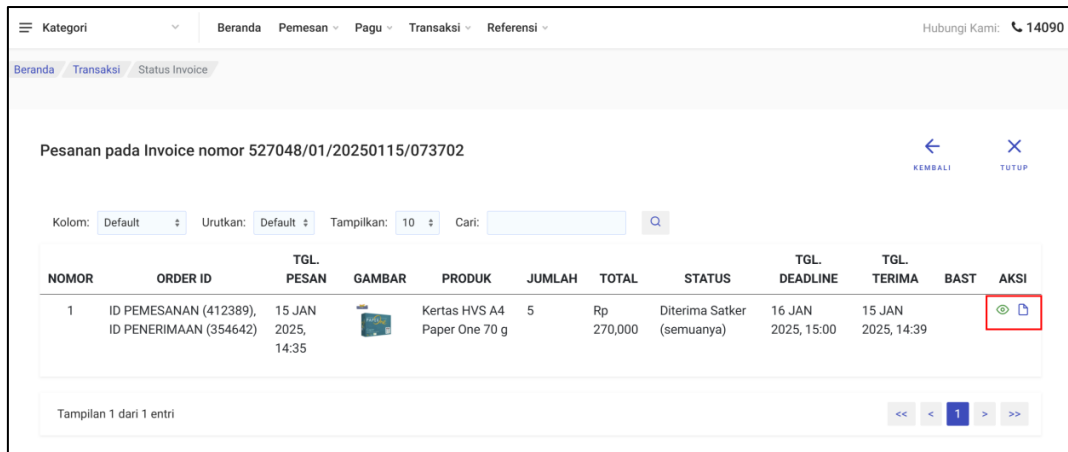 Kategori Beranda Pemesan Pagu Transaksi Referensi Hubungi Kami: 14090
Beranda Transaksi Status Invoice
Pesanan pada Invoice nomor 527048/01/20250115/073702
KEMBALI TUTUP
Kolom: Default Urutkan: Default Tampilkan: 10 Cari:
NOMOR ORDER ID TGL. PESAN GAMBAR PRODUK JUMLAH TOTAL STATUS TGL. DEADLINE TGL. TERIMA BAST AKSI
1 ID PEMESANAN (412389), 15 JAN Kertas HVS A4 5 Rp Diterima Satker 16 JAN 15 JAN
ID PENERIMAAN (354642) 2025, Paper One 70 g 270,000 (semuanya) 2025, 15:00 2025, 14:39
14:35
Tampilan 1 dari 1 entri << < 1 > >>